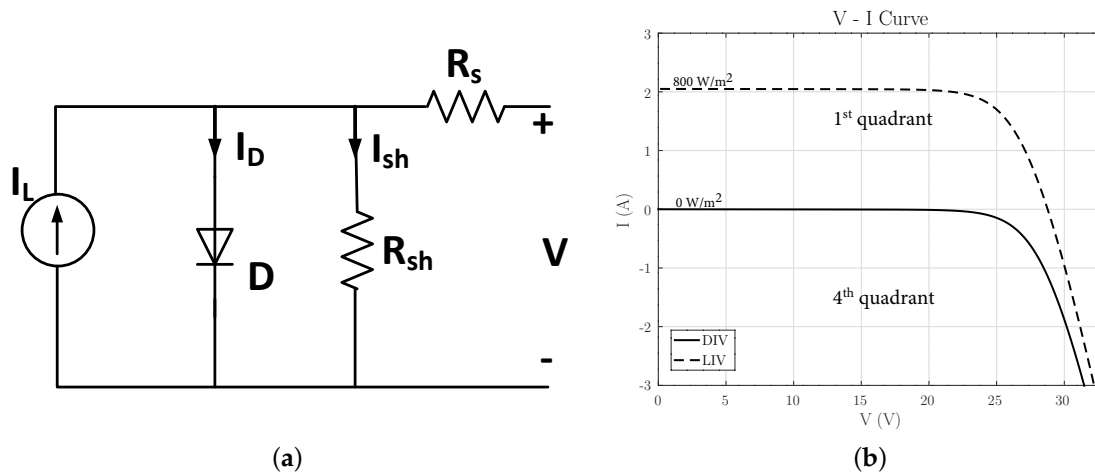 R_s
+
I_D
I_sh
I_L
R_sh
V
D
-
(a)
V - I Curve
3
800 W/m²
2
1ˢᵗ quadrant
1
I (A)
0 W/m²
0
-1
4ᵗʰ quadrant
-2
DIV
LIV
-3
0 5 10 15 20 25 30
V (V)
(b)